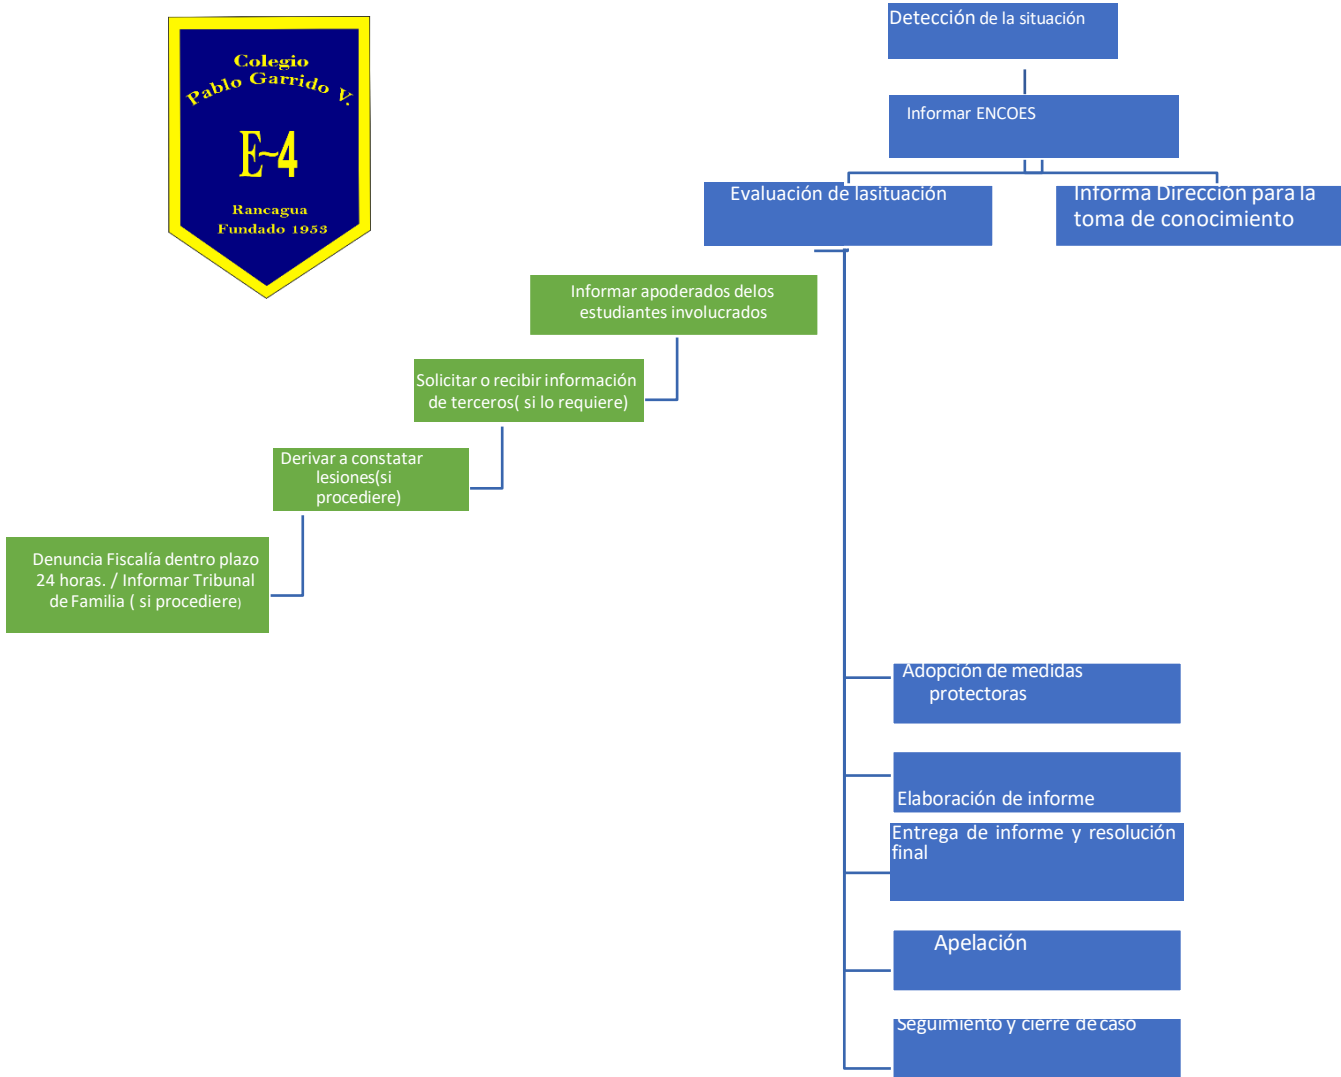 Colegio
Pablo Garrido V.
E~4
Rancagua
Fundado 1953
Detección de la situación
Informar ENCOES
Evaluación de lasituación
Informa Dirección para la
toma de conocimiento
Informar apoderados delos
estudiantes involucrados
Solicitar o recibir información
de terceros( si lo requiere)
Derivar a constatar
lesiones(si
procediere)
Denuncia Fiscalía dentro plazo
24 horas. / Informar Tribunal
de Familia ( si procediere)
Adopción de medidas
protectoras
Elaboración de informe
Entrega de informe y resolución
final
Apelación
Seguimiento y cierre de caso